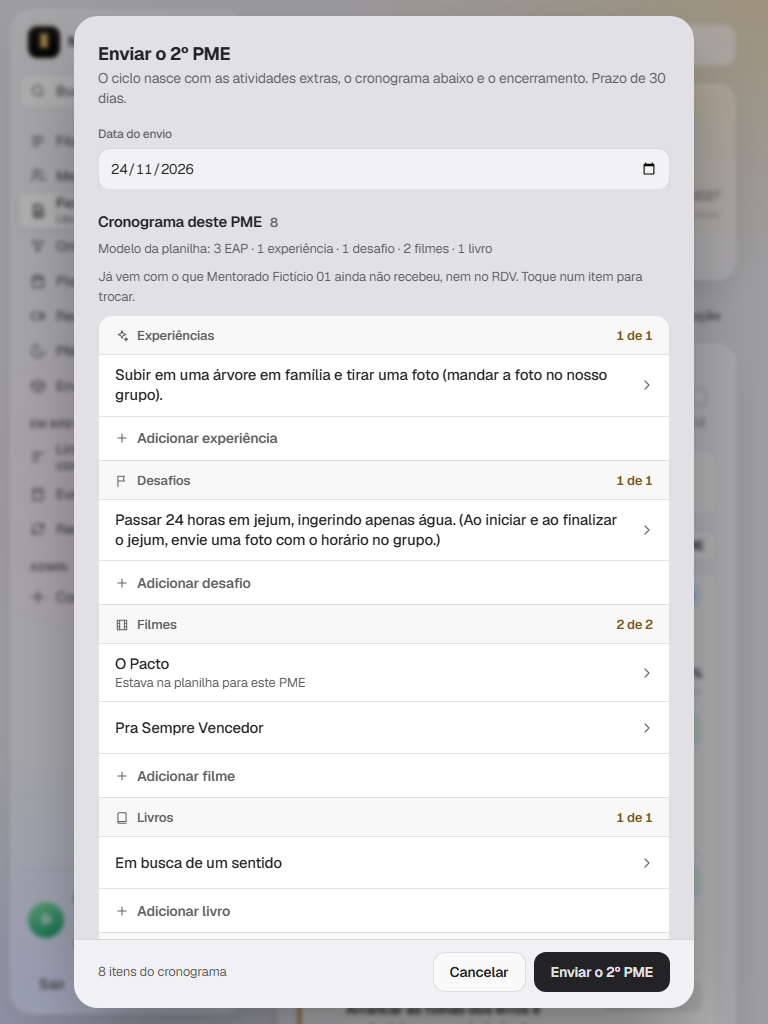 Enviar o 2º PME
O ciclo nasce com as atividades extras, o cronograma abaixo e o encerramento. Prazo de 30
dias.
Data do envio
24/11/2026
Cronograma deste PME 8
Modelo da planilha: 3 EAP · 1 experiência · 1 desafio · 2 filmes · 1 livro
Já vem com o que Mentorado Fictício 01 ainda não recebeu, nem no RDV. Toque num item para
trocar.
Experiências 1 de 1
Subir em uma árvore em família e tirar uma foto (mandar a foto no nosso
grupo).
Adicionar experiência
Desafios 1 de 1
Passar 24 horas em jejum, ingerindo apenas água. (Ao iniciar e ao finalizar
o jejum, envie uma foto com o horário no grupo.)
Adicionar desafio
Filmes 2 de 2
O Pacto
Estava na planilha para este PME
Pra Sempre Vencedor
Adicionar filme
Livros 1 de 1
Em busca de um sentido
Adicionar livro
8 itens do cronograma
Cancelar
Enviar o 2º PME
Sair